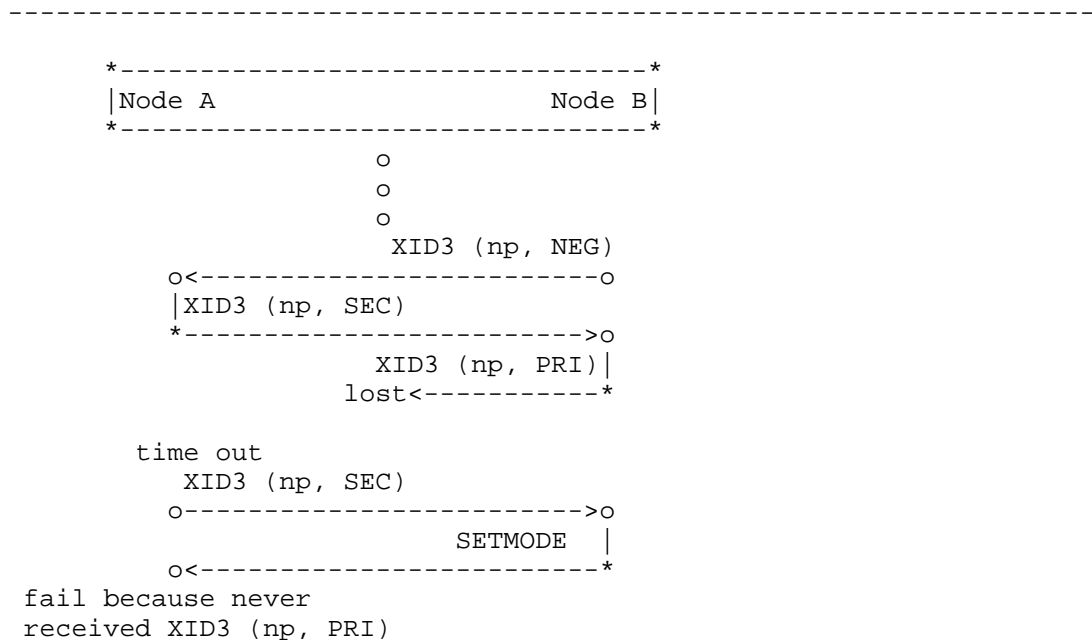 Node A Node B
o
o
o
XID3 (np, NEG)
o<-------------------------o
|XID3 (np, SEC)
*------------------------->o
XID3 (np, PRI)|
lost<-----------*
time out
XID3 (np, SEC)
o------------------------->o
SETMODE |
o<-------------------------*
fail because never
received XID3 (np, PRI)